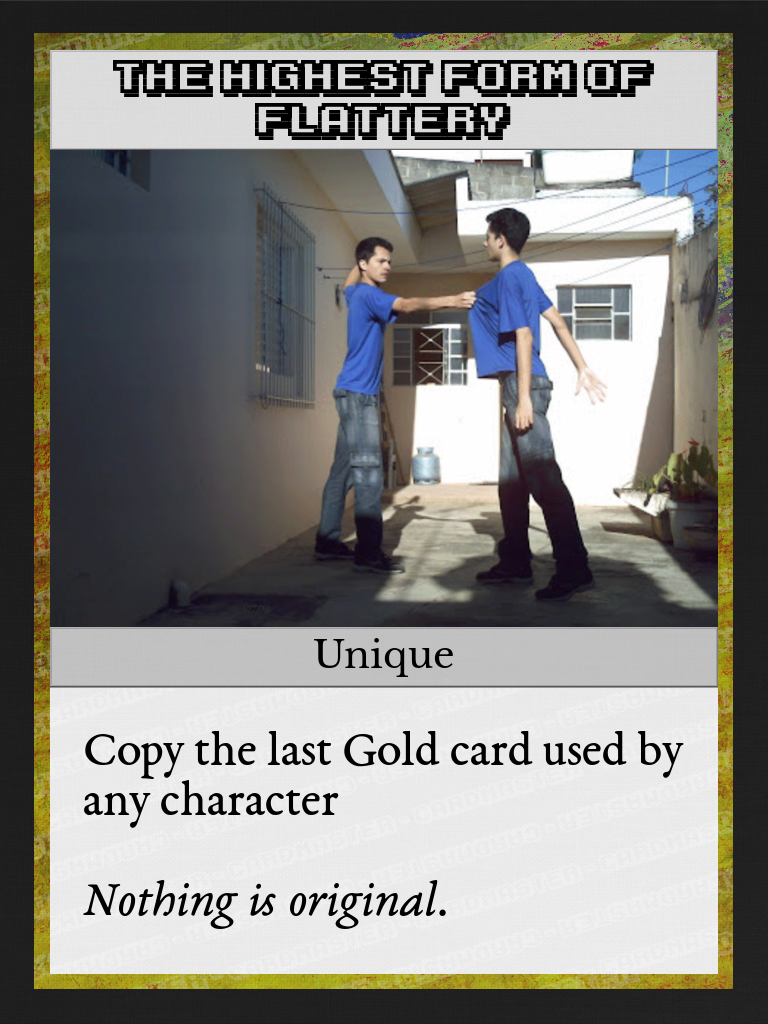 THE HIGHEST FORM OF
FLATTERY
Unique
Copy the last Gold card used by
any character
Nothing is original.